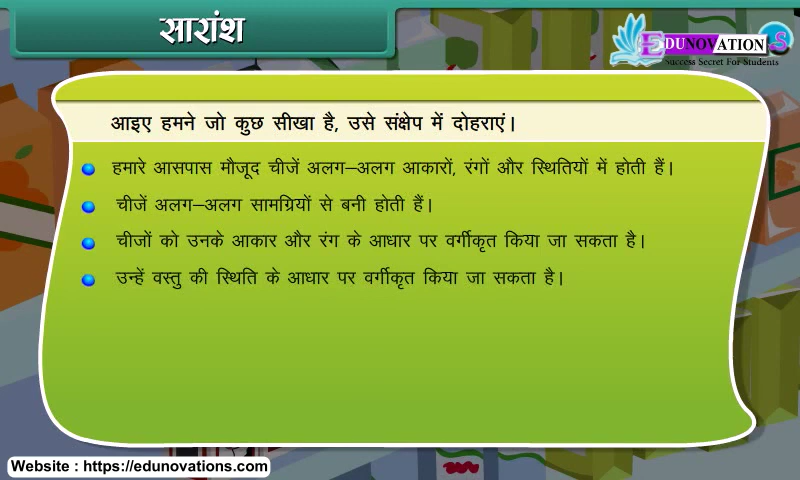 सारांश
EDUNOVATION.S
Success Secret For Students
आइए हमने जो कुछ सीखा है, उसे संक्षेप में दोहराएं।
हमारे आसपास मौजूद चीजें अलग–अलग आकारों, रंगों और स्थितियों में होती हैं।
चीजें अलग–अलग सामग्रियों से बनी होती हैं।
चीजों को उनके आकार और रंग के आधार पर वर्गीकृत किया जा सकता है।
उन्हें वस्तु की स्थिति के आधार पर वर्गीकृत किया जा सकता है।
Website : https://edunovations.com